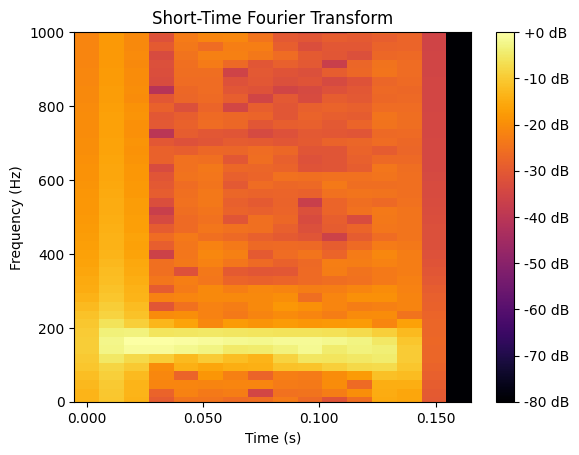 Short-Time Fourier Transform
1000
800
600
400
200
0
Frequency (Hz)
0.000
0.050
0.100
0.150
Time (s)
+0 dB
-10 dB
-20 dB
-30 dB
-40 dB
-50 dB
-60 dB
-70 dB
-80 dB